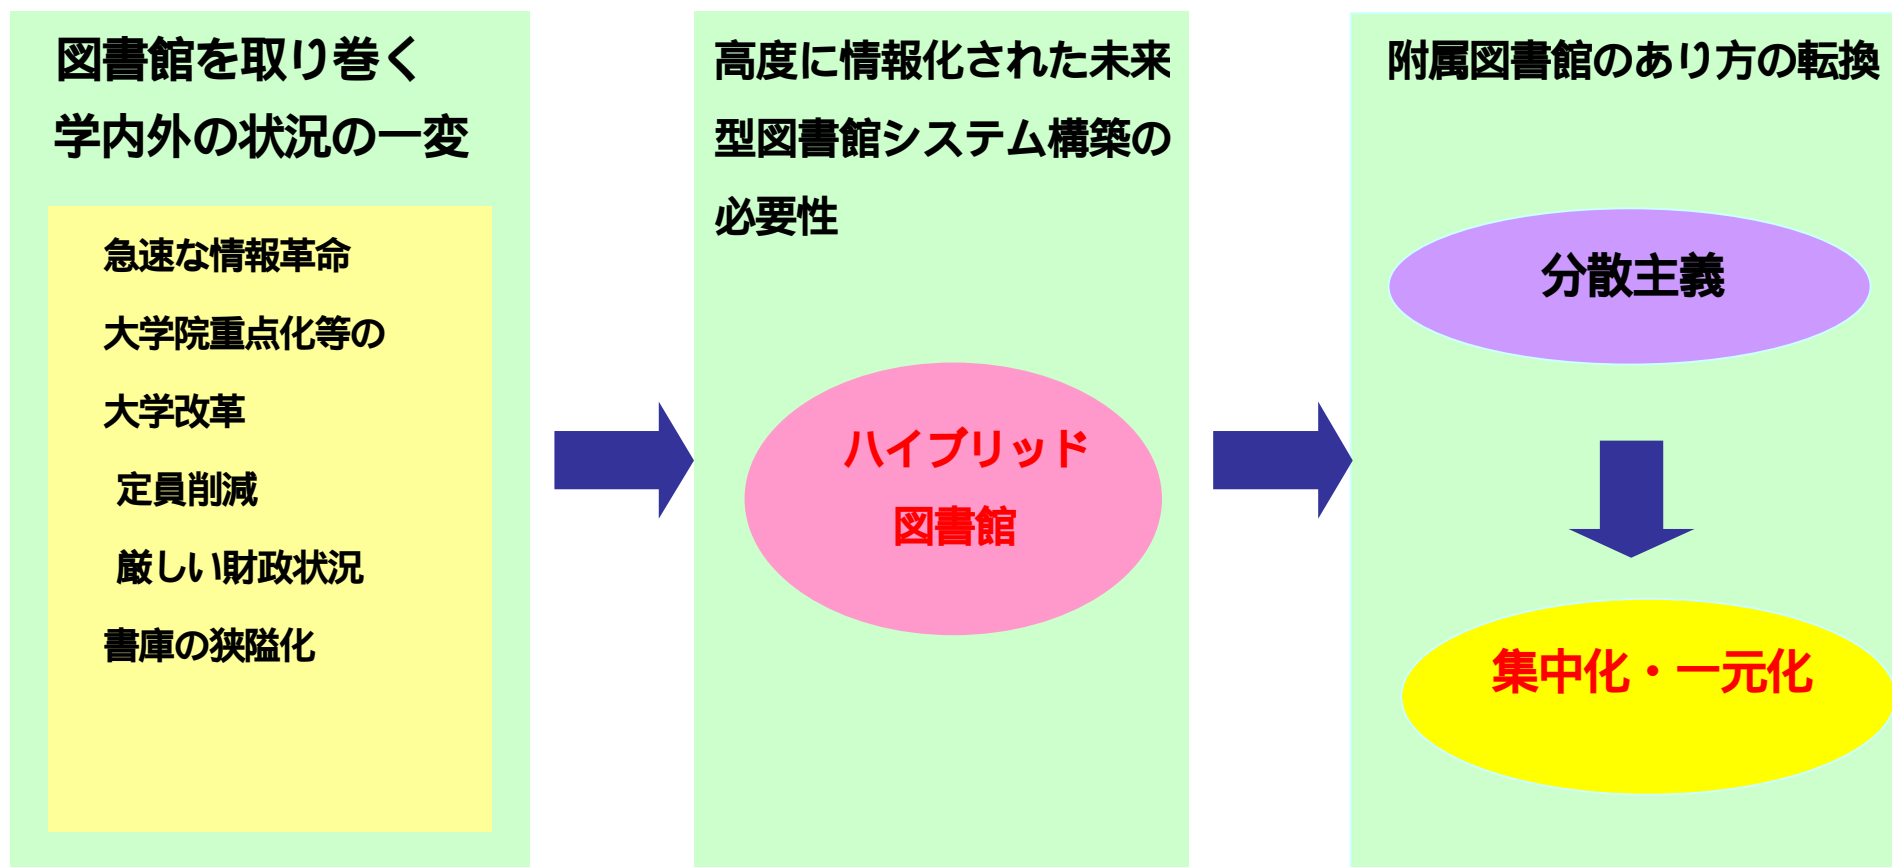 図書館を取り巻く
学内外の状況の一変
急速な情報革命
大学院重点化等の
大学改革
定員削減
厳しい財政状況
書庫の狭隘化
高度に情報化された未来
型図書館システム構築の
必要性
ハイブリッド
図書館
附属図書館のあり方の転換
分散主義
集中化・一元化